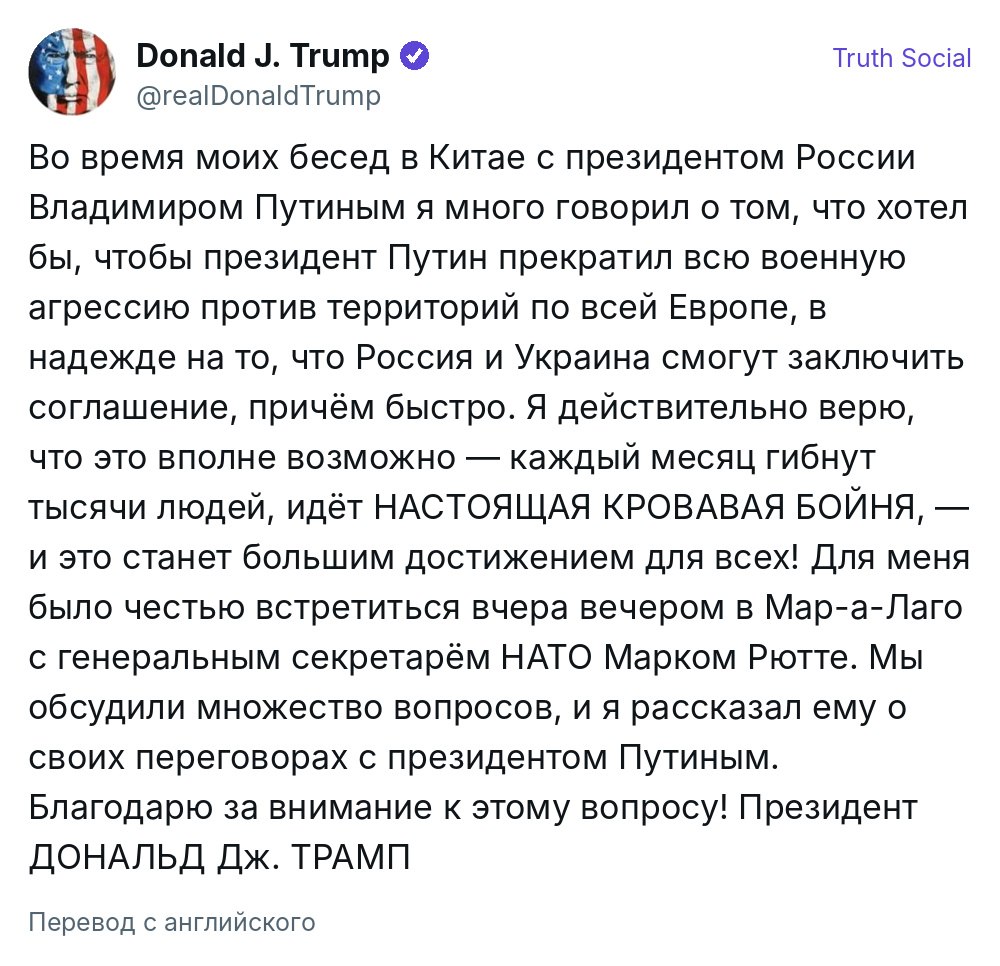 Donald J. Trump
Truth Social
@realDonaldTrump
Во время моих бесед в Китае с президентом России
Владимиром Путиным я много говорил о том, что хотел
бы, чтобы президент Путин прекратил всю военную
агрессию против территорий по всей Европе, в
надежде на то, что Россия и Украина смогут заключить
соглашение, причём быстро. Я действительно верю,
что это вполне возможно — каждый месяц гибнут
тысячи людей, идёт НАСТОЯЩАЯ КРОВАВАЯ БОЙНЯ, —
и это станет большим достижением для всех! Для меня
было честью встретиться вчера вечером в Мар-а-Лаго
с генеральным секретарём НАТО Марком Рютте. Мы
обсудили множество вопросов, и я рассказал ему о
своих переговорах с президентом Путиным.
Благодарю за внимание к этому вопросу! Президент
ДОНАЛЬД Дж. ТРАМП
Перевод с английского